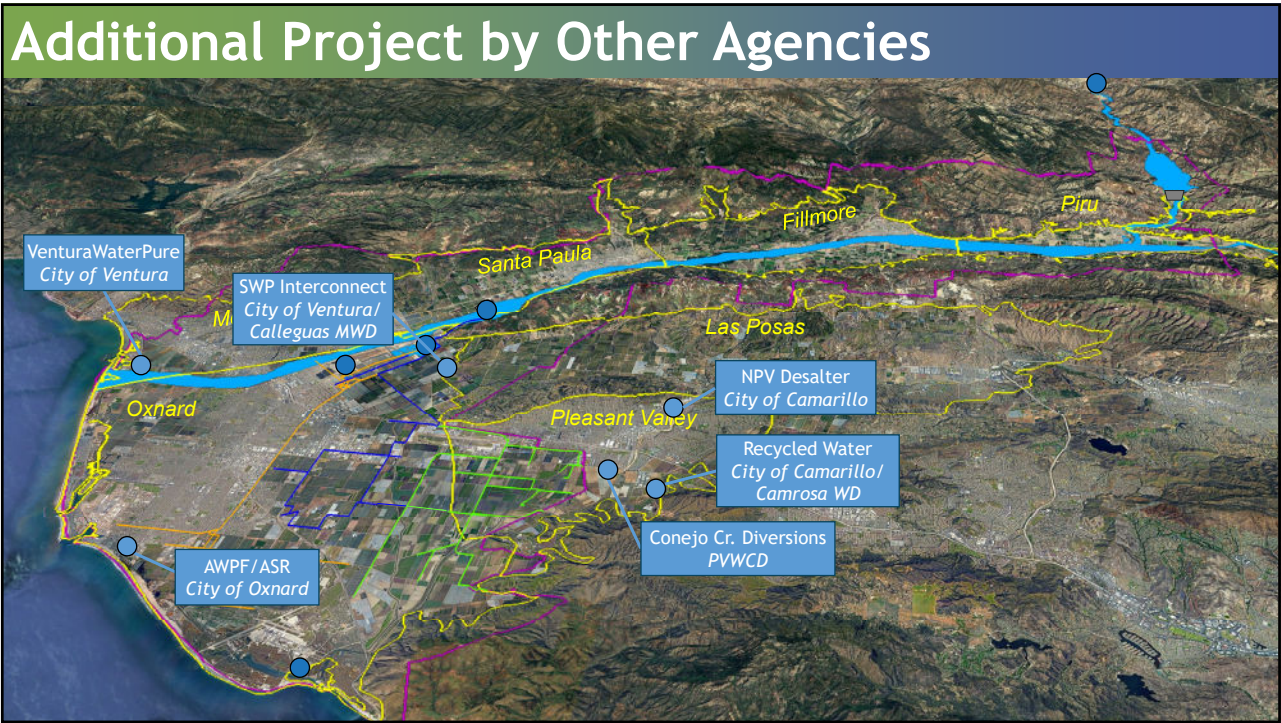 Additional Project by Other Agencies
Piru
Fillmore
Santa Paula
VenturaWaterPure
City of Ventura
SWP Interconnect
City of Ventura/
Calleguas MWD
Las Posas
NPV Desalter
City of Camarillo
Oxnard
Pleasant Valley
Recycled Water
City of Camarillo/
Camrosa WD
Conejo Cr. Diversions
PVWCD
AWPF/ASR
City of Oxnard